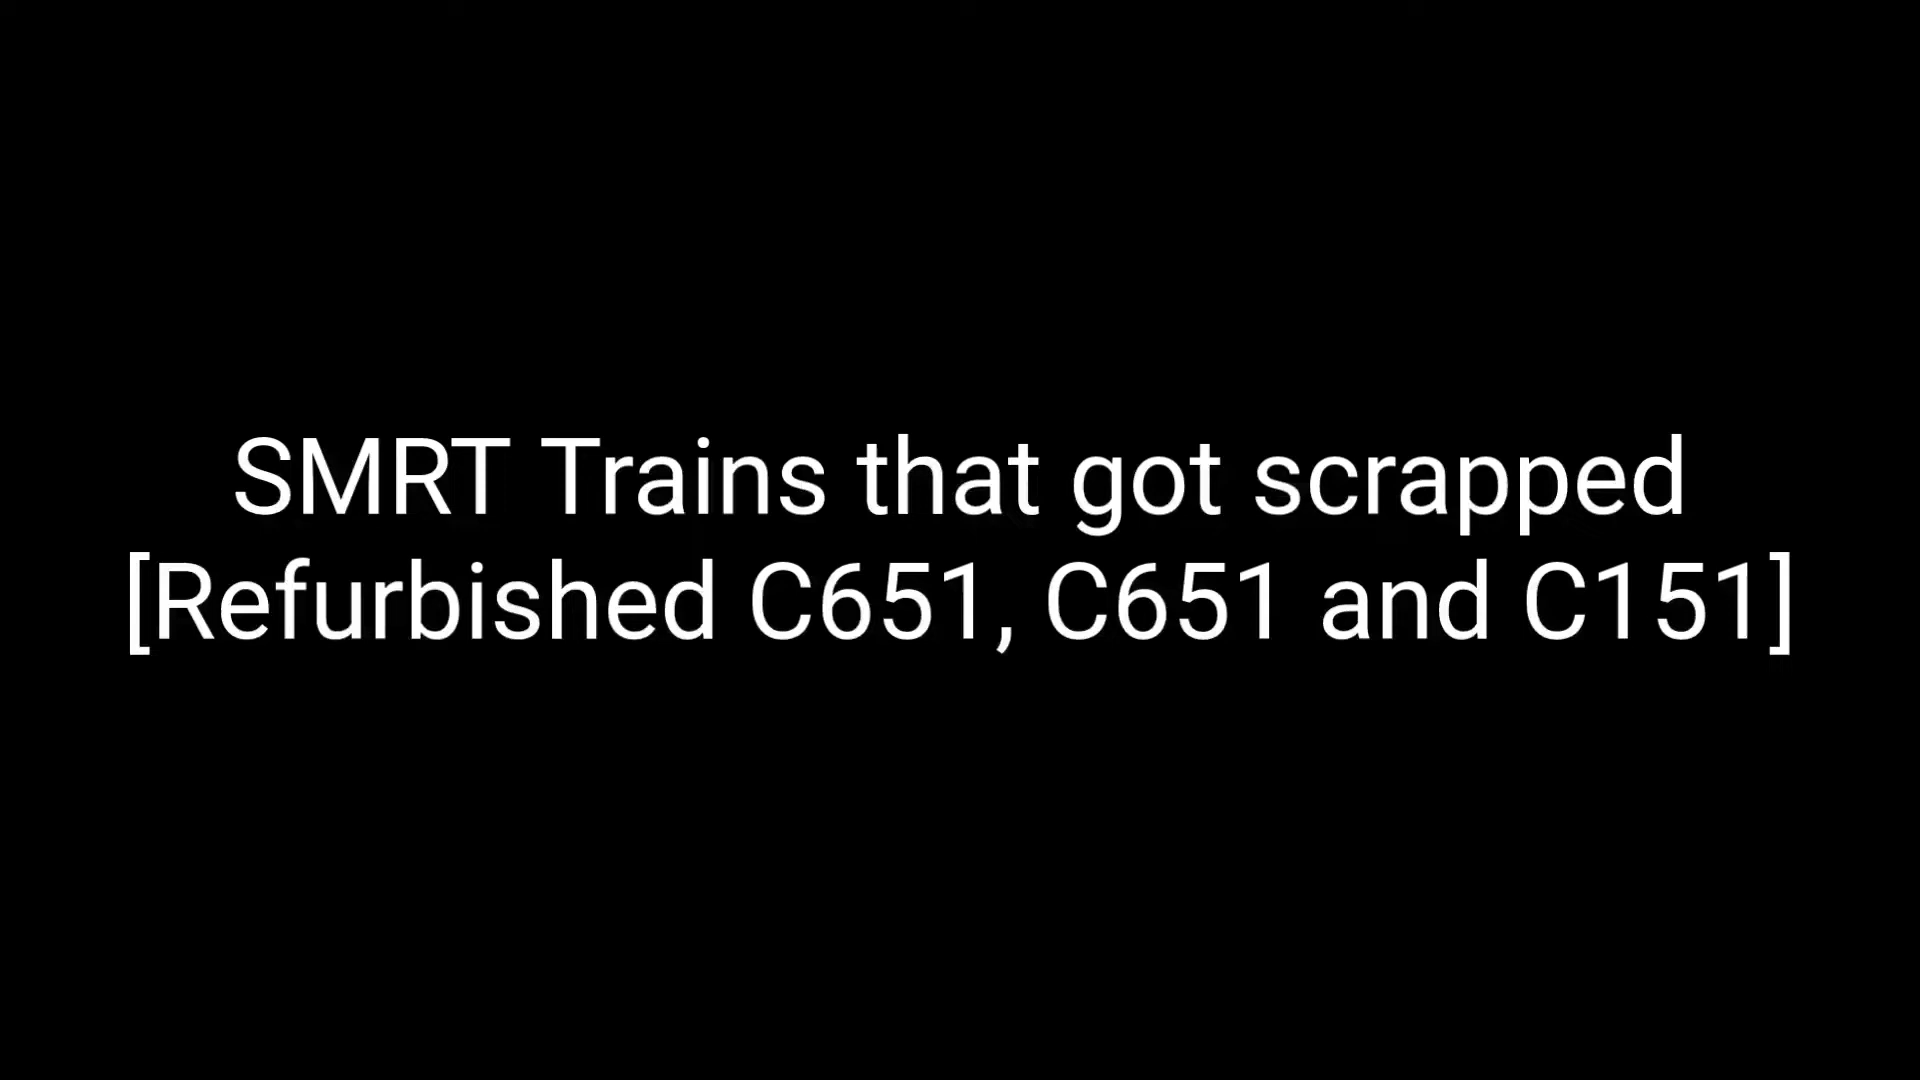 SMRT Trains that got scrapped
[Refurbished C651, C651 and C151]